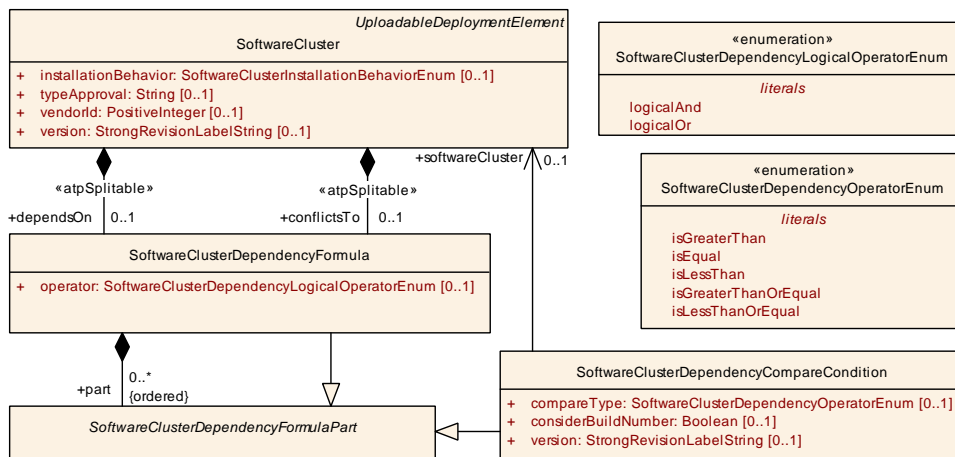 UploadableDeploymentElement
SoftwareCluster
+ installationBehavior: SoftwareClusterInstallationBehaviorEnum [0..1]
+ typeApproval: String [0..1]
+ vendorId: PositiveInteger [0..1]
+ version: StrongRevisionLabelString [0..1]
«enumeration»
SoftwareClusterDependencyLogicalOperatorEnum
literals
logicalAnd
logicalOr
+softwareCluster
0..1
«atpSplitable»
«atpSplitable»
+dependsOn
0..1
+conflictsTo
0..1
«enumeration»
SoftwareClusterDependencyOperatorEnum
literals
isGreaterThan
isEqual
isLessThan
isGreaterThanOrEqual
isLessThanOrEqual
SoftwareClusterDependencyFormula
+ operator: SoftwareClusterDependencyLogicalOperatorEnum [0..1]
+part
0..*
{ordered}
SoftwareClusterDependencyFormulaPart
SoftwareClusterDependencyCompareCondition
+ compareType: SoftwareClusterDependencyOperatorEnum [0..1]
+ considerBuildNumber: Boolean [0..1]
+ version: StrongRevisionLabelString [0..1]